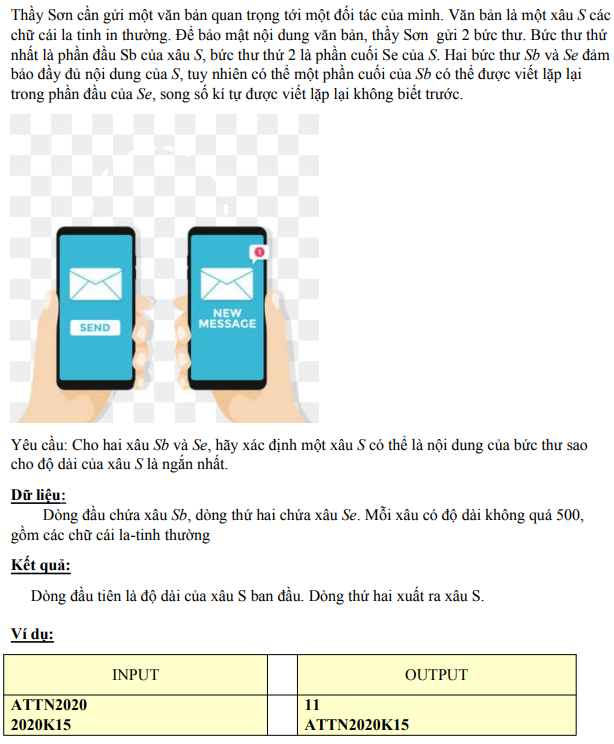 Thầy Sơn cần gửi một văn bản quan trọng tới một đối tác của mình. Văn bản là một xâu S các
chữ cái la tinh in thường. Để bảo mật nội dung văn bản, thầy Sơn gửi 2 bức thư. Bức thư thứ
nhất là phần đầu Sb của xâu S, bức thư thứ 2 là phần cuối Se của S. Hai bức thư Sb và Se đảm
bảo đầy đủ nội dung của S, tuy nhiên có thể một phần cuối của Sb có thể được viết lặp lại
trong phần đầu của Se, song số kí tự được viết lặp lại không biết trước.
1
SEND
NEW
MESSAGE
Yêu cầu: Cho hai xâu Sb và Se, hãy xác định một xâu S có thể là nội dung của bức thư sao
cho độ dài của xâu S là ngắn nhất.
Dữ liệu:
Dòng đầu chứa xâu Sb, dòng thứ hai chứa xâu Se. Mỗi xâu có độ dài không quá 500,
gồm các chữ cái la-tinh thường
Kết quả:
Dòng đầu tiên là độ dài của xâu S ban đầu. Dòng thứ hai xuất ra xâu S.
Ví dụ:
INPUT OUTPUT
ATTN2020 11
2020K15 ATTN2020K15